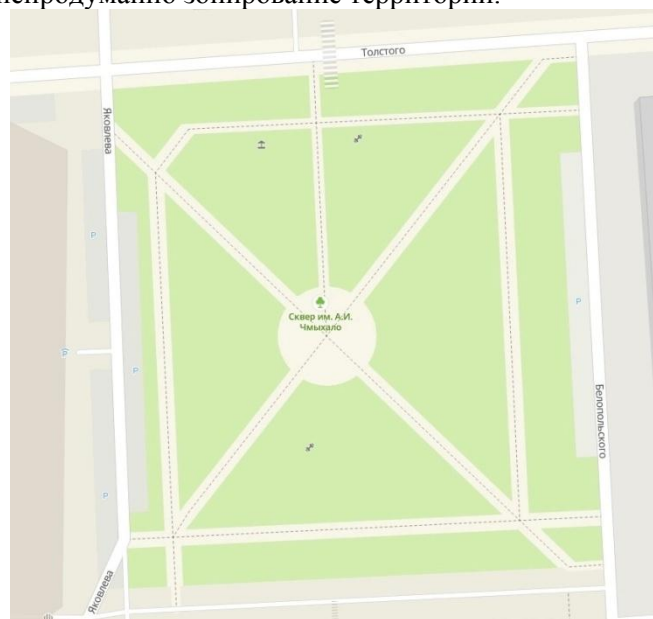 непродуманно зонирование территории.
Толстого
Яковлева
Сквер им. А.И.
Чмыхало
Белопольского
Яковлева